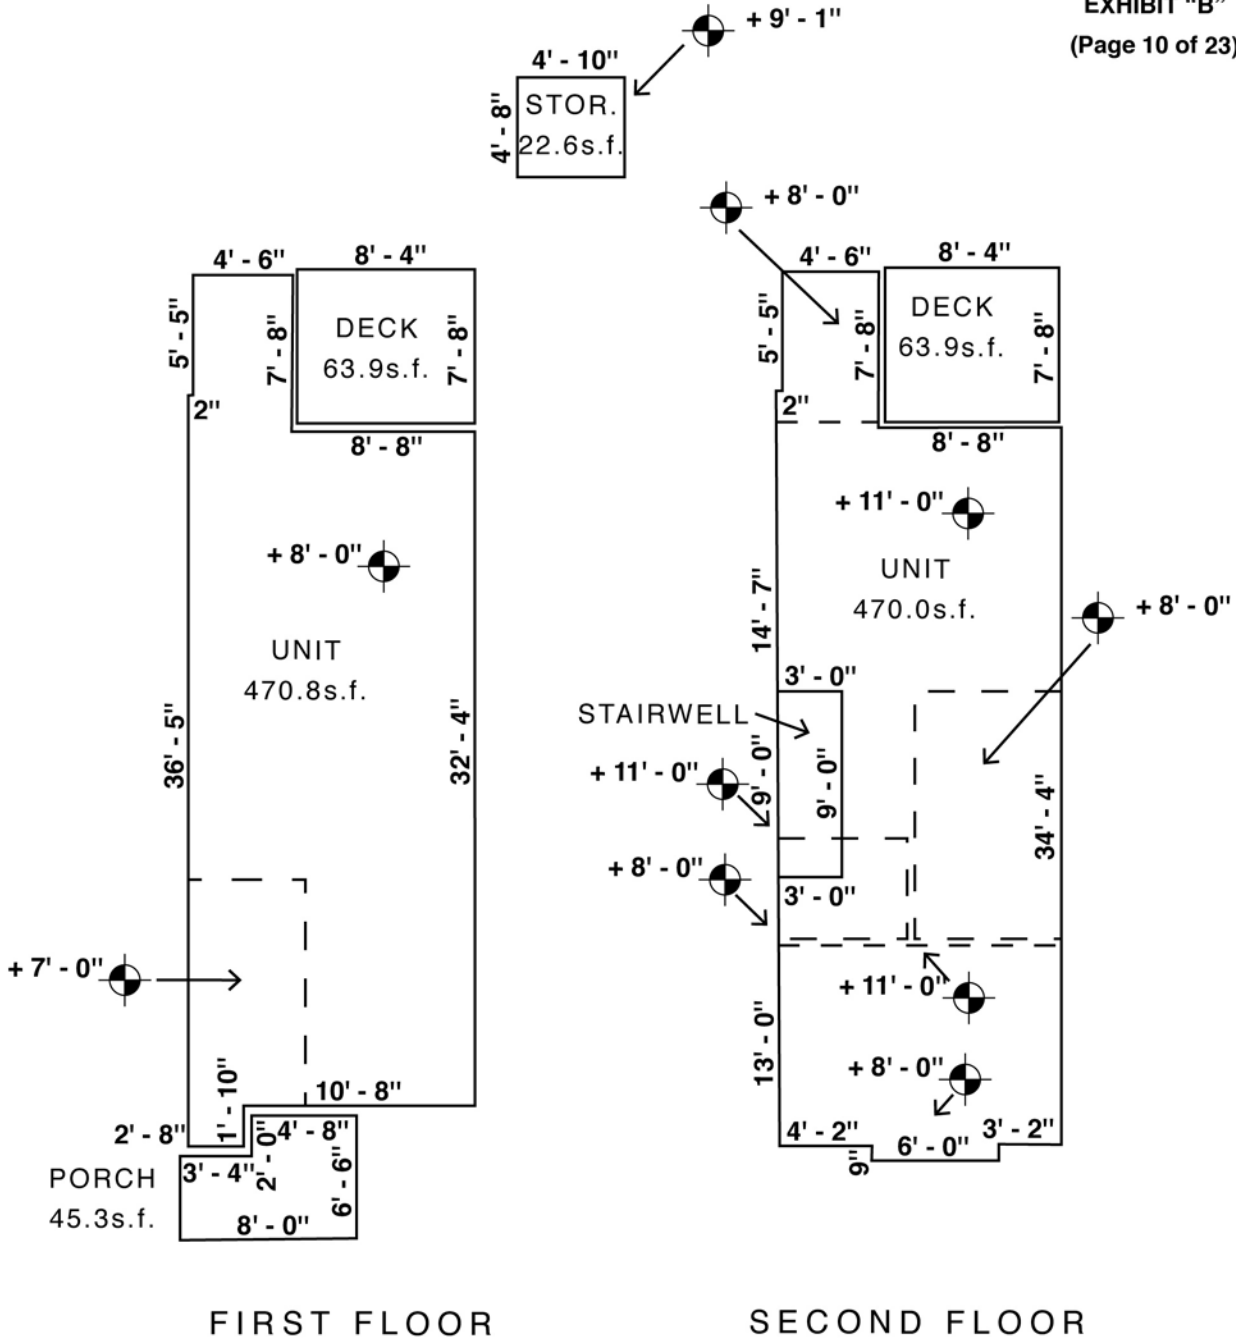 EXHIBIT "B"
(Page 10 of 23)
+ 9' - 1"
4' - 10"
4' - 8"
STOR.
22.6s.f.
+ 8' - 0"
4' - 6"
8' - 4"
5' - 5"
7' - 8"
DECK
63.9s.f.
7' - 8"
2"
8' - 8"
+ 8' - 0"
UNIT
470.8s.f.
36' - 5"
32' - 4"
+ 7' - 0"
1' - 10"
10' - 8"
2' - 8"
4' - 8"
2' - 0"
3' - 4"
6' - 6"
PORCH
45.3s.f.
8' - 0"
FIRST FLOOR
4' - 6"
8' - 4"
5' - 5"
7' - 8"
DECK
63.9s.f.
7' - 8"
2"
8' - 8"
+ 11' - 0"
UNIT
470.0s.f.
14' - 7"
+ 8' - 0"
3' - 0"
STAIRWELL
9' - 0"
9' - 0"
+ 11' - 0"
34' - 4"
+ 8' - 0"
3' - 0"
+ 11' - 0"
13' - 0"
+ 8' - 0"
4' - 2"
6' - 0"
3' - 2"
9"
SECOND FLOOR